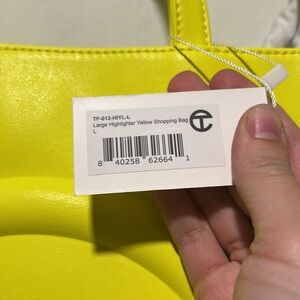 TF-012-HIYL-L
Large Highlighter Yellow Shopping Bag
L
8 40258 62664 1